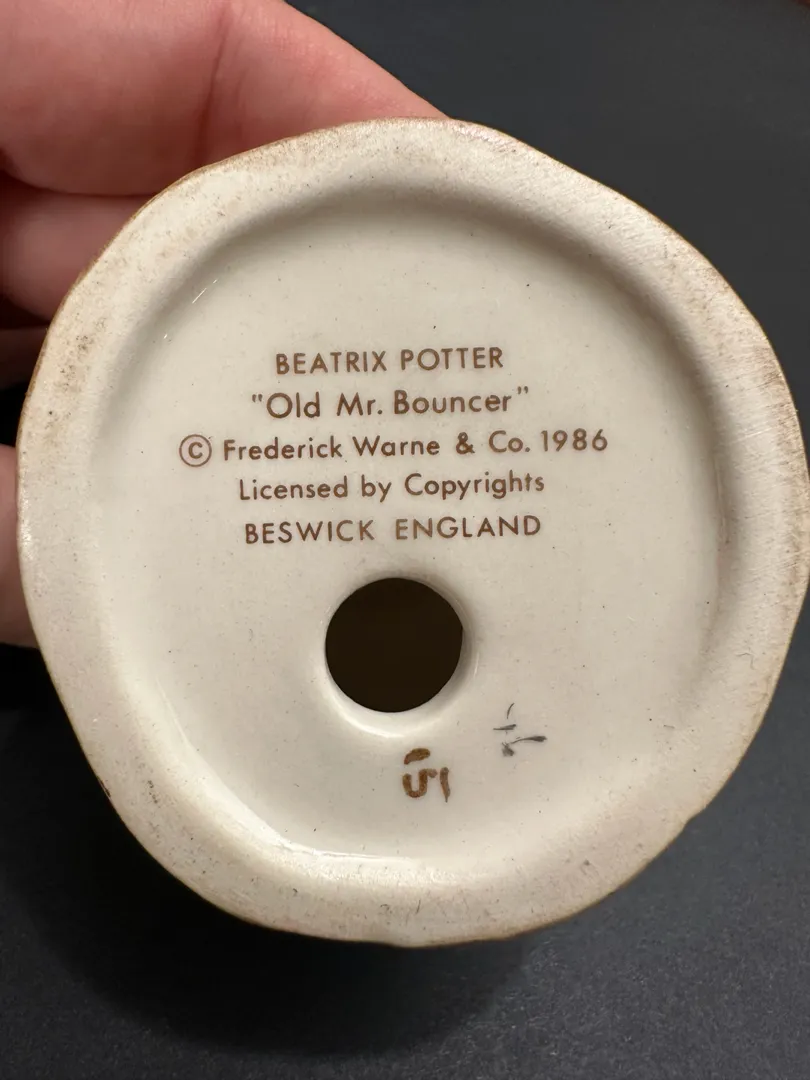 BEATRIX POTTER
"Old Mr. Bouncer"
© Frederick Warne & Co. 1986
Licensed by Copyrights
BESWICK ENGLAND